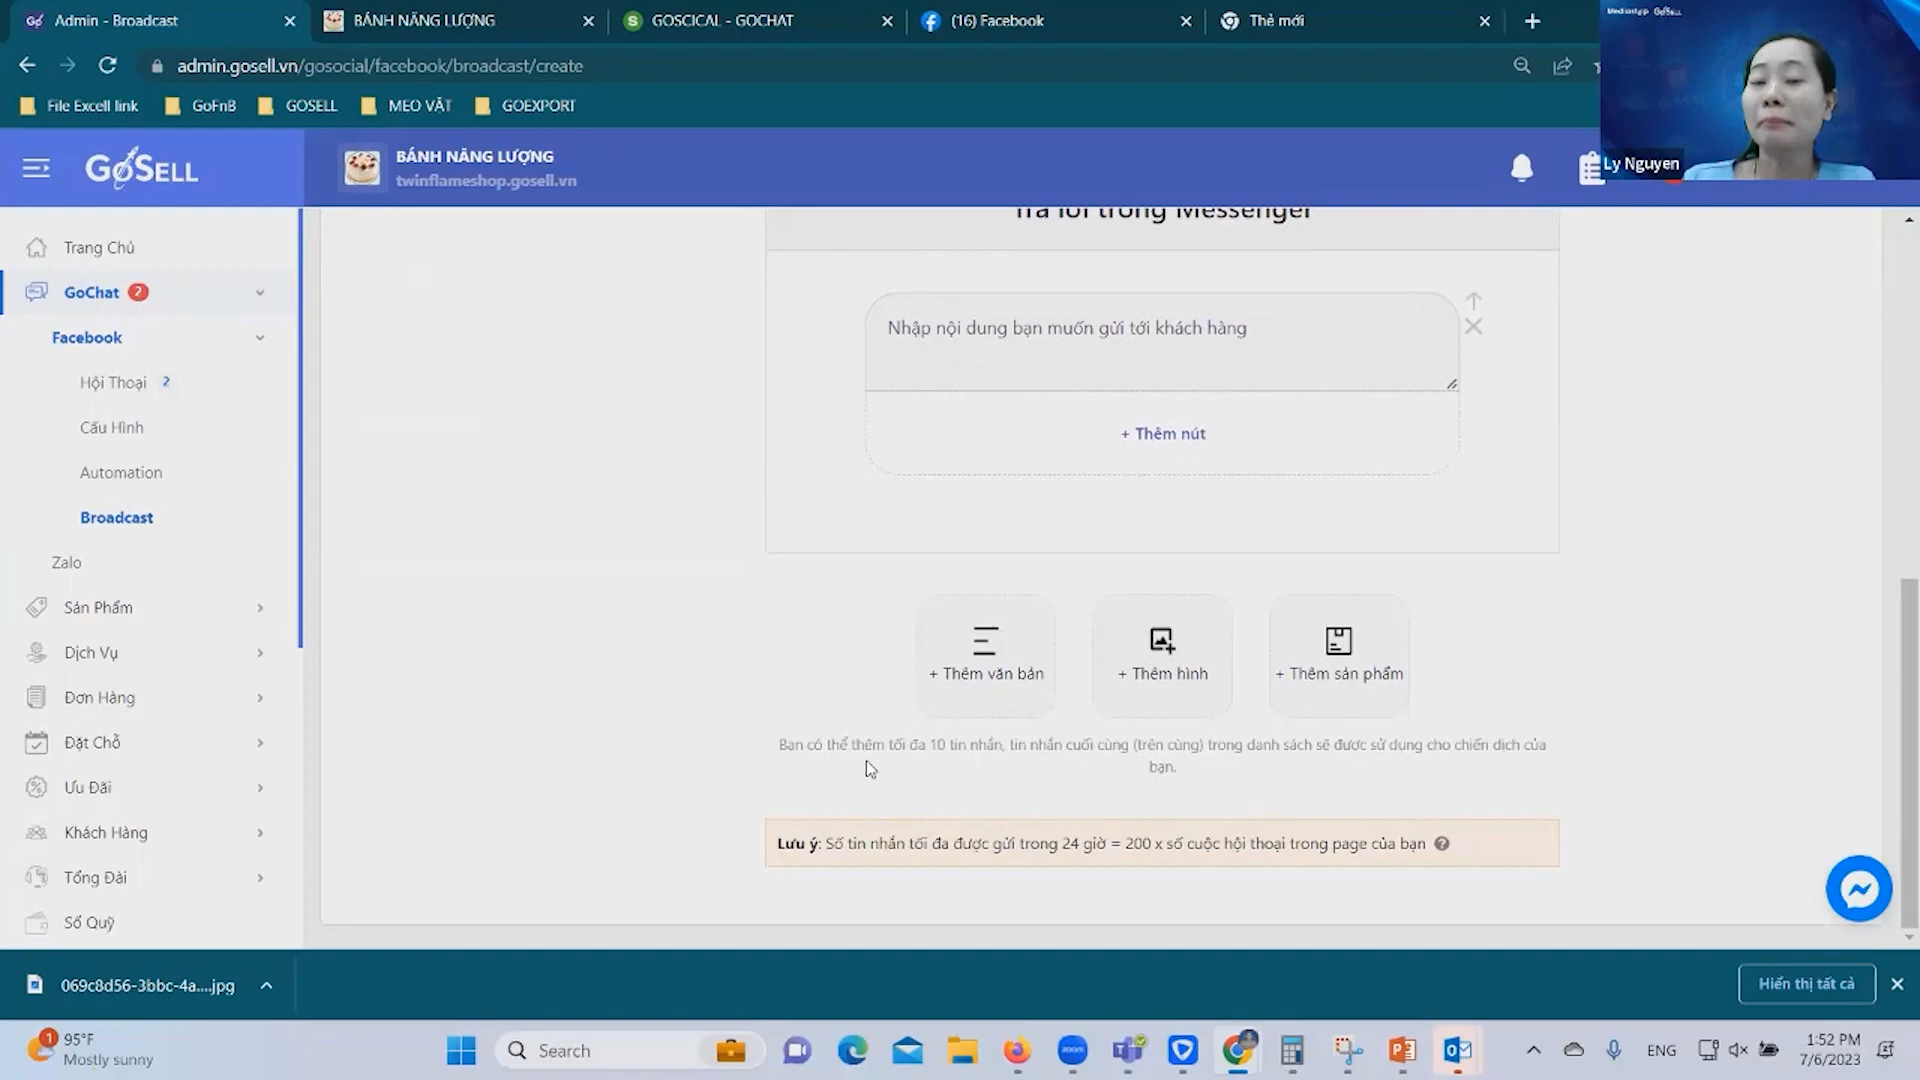 Admin - Broadcast
BÁNH NĂNG LƯỢNG
GOSCICAL - GOCHAT
(16) Facebook
Thẻ mới
admin.gosell.vn/gosocial/facebook/broadcast/create
File Excell link
GoFnB
GOSELL
MẸO VẶT
GOEXPORT
GoSell
Ly Nguyen
GOSELL
BÁNH NĂNG LƯỢNG
twinflameshop.gosell.vn
Trang Chủ
GoChat 2
Facebook
Hội Thoại 2
Cấu Hình
Automation
Broadcast
Zalo
Sản Phẩm
Dịch Vụ
Đơn Hàng
Đặt Chỗ
Ưu Đãi
Khách Hàng
Tổng Đài
Sổ Quỹ
Trả lời trong Messenger
Nhập nội dung bạn muốn gửi tới khách hàng
+ Thêm nút
+ Thêm văn bản
+ Thêm hình
+ Thêm sản phẩm
Bạn có thể thêm tối đa 10 tin nhắn, tin nhắn cuối cùng (trên cùng) trong danh sách sẽ được sử dụng cho chiến dịch của
bạn.
Lưu ý: Số tin nhắn tối đa được gửi trong 24 giờ = 200 x số cuộc hội thoại trong page của bạn
069c8d56-3bbc-4a....jpg
Hiển thị tất cả
1
95°F
Mostly sunny
Search
zoom
ENG
1:52 PM
7/6/2023